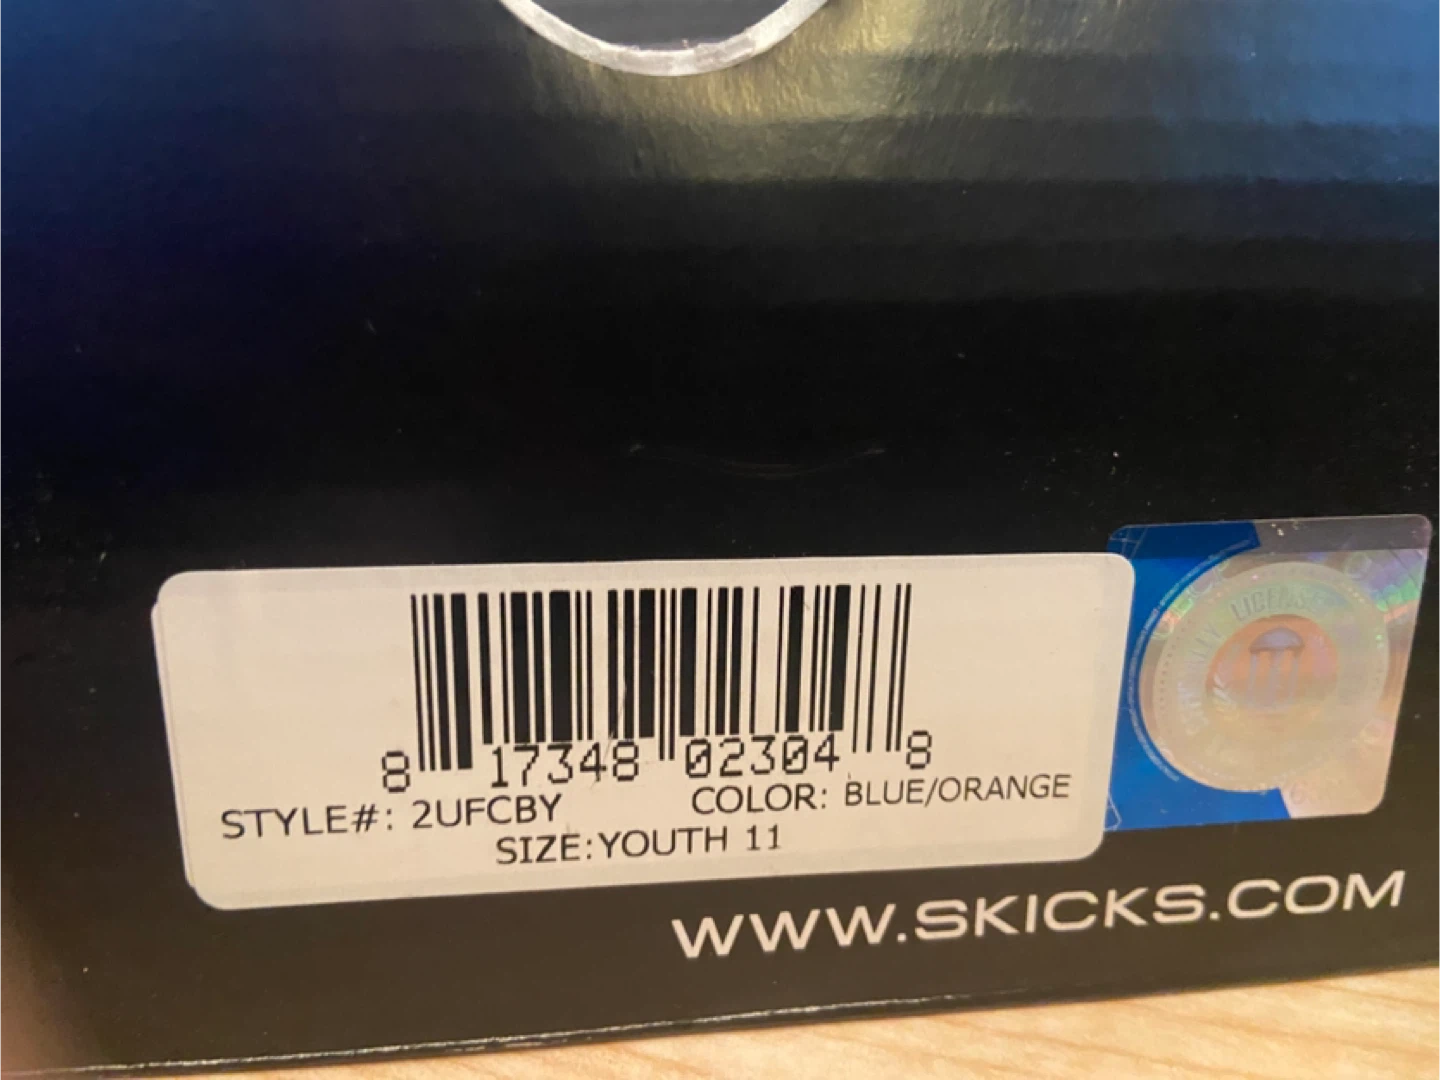 8 17348 02304 8
STYLE#: 2UFCBY COLOR: BLUE/ORANGE
SIZE:YOUTH 11
WWW.SKICKS.COM